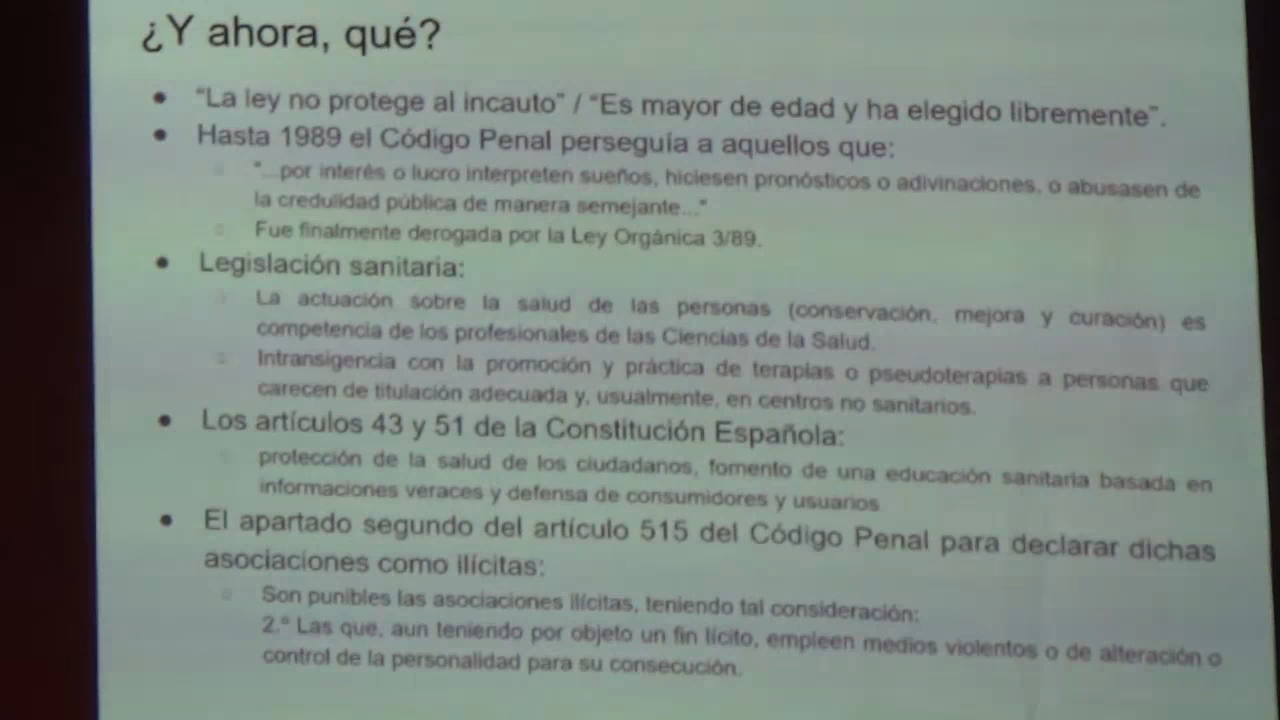 ¿Y ahora, qué?
• "La ley no protege al incauto" / "Es mayor de edad y ha elegido libremente".
• Hasta 1989 el Código Penal perseguía a aquellos que:
○ "...por interés o lucro interpreten sueños, hiciesen pronósticos o adivinaciones, o abusasen de
la credulidad pública de manera semejante..."
○ Fue finalmente derogada por la Ley Orgánica 3/89.
• Legislación sanitaria:
○ La actuación sobre la salud de las personas (conservación, mejora y curación) es
competencia de los profesionales de las Ciencias de la Salud.
○ Intransigencia con la promoción y práctica de terapias o pseudoterapias a personas que
carecen de titulación adecuada y, usualmente, en centros no sanitarios.
• Los artículos 43 y 51 de la Constitución Española:
○ protección de la salud de los ciudadanos, fomento de una educación sanitaria basada en
informaciones veraces y defensa de consumidores y usuarios
• El apartado segundo del artículo 515 del Código Penal para declarar dichas
asociaciones como ilícitas:
○ Son punibles las asociaciones ilícitas, teniendo tal consideración:
2.º Las que, aun teniendo por objeto un fin lícito, empleen medios violentos o de alteración o
control de la personalidad para su consecución.